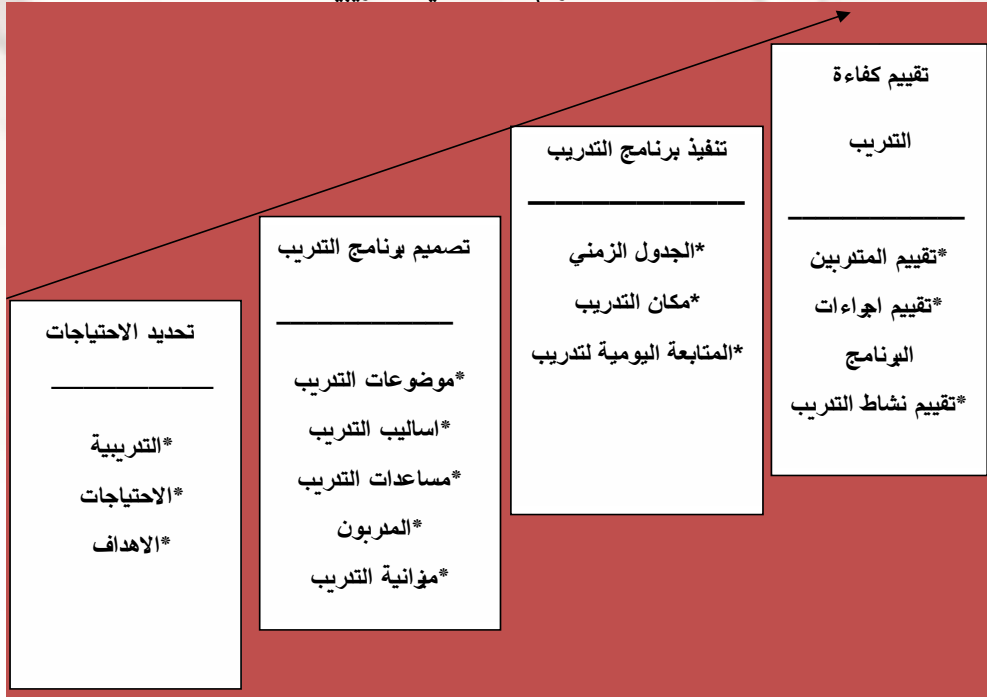 تحديد الاحتياجات
*التدريبية
*الاحتياجات
*الاهداف
تصميم برنامج التدريب
*موضوعات التدريب
*اساليب التدريب
*مساعدات التدريب
*المدربون
*ميزانية التدريب
تنفيذ برنامج التدريب
*الجدول الزمني
*مكان التدريب
*المتابعة اليومية لتدريب
تقييم كفاءة
التدريب
*تقييم المتدربين
*تقييم اجراءات
البرنامج
*تقييم نشاط التدريب